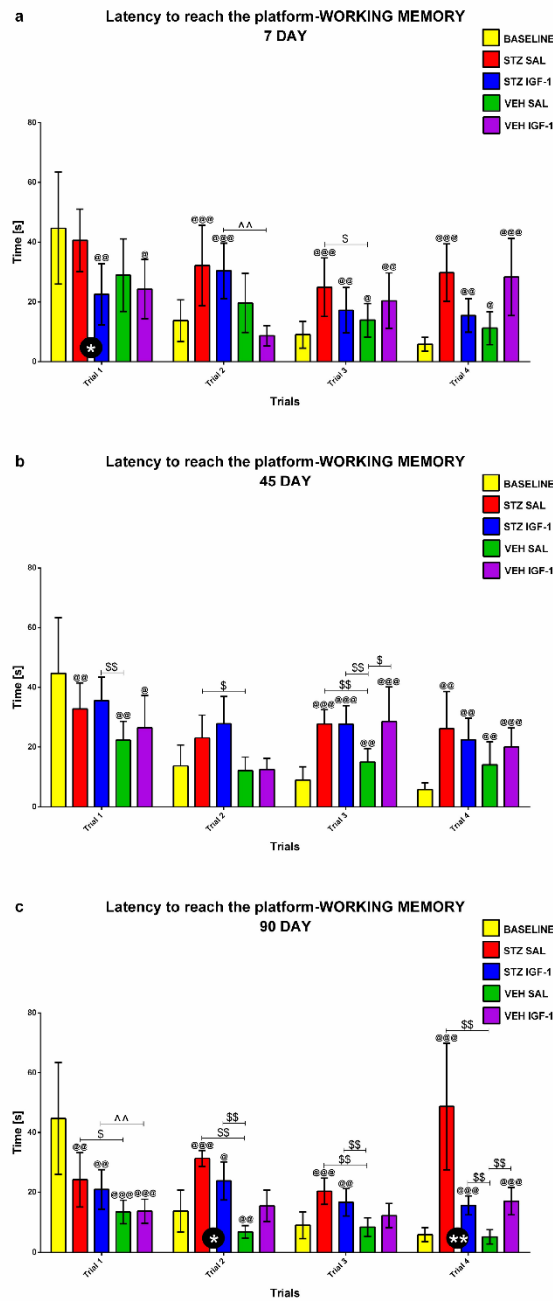 a
Latency to reach the platform-WORKING MEMORY
7 DAY
BASELINE
STZ SAL
STZ IGF-1
VEH SAL
VEH IGF-1
Time [s]
80
60
40
20
0
@@
@
@@@
@@@
^^
@@@
@@
@
@@
$
@@@
@@
@
@@@
*
Trial 1
Trial 2
Trial 3
Trial 4
Trials
b
Latency to reach the platform-WORKING MEMORY
45 DAY
BASELINE
STZ SAL
STZ IGF-1
VEH SAL
VEH IGF-1
Time [s]
80
60
40
20
0
@@
$$
@@
@
$
@@@
@@@
@@
@@@
$$
$$
$
@@
@@
@@
@@@
Trial 1
Trial 2
Trial 3
Trial 4
Trials
c
Latency to reach the platform-WORKING MEMORY
90 DAY
BASELINE
STZ SAL
STZ IGF-1
VEH SAL
VEH IGF-1
Time [s]
80
60
40
20
0
@@
@@
@@@
@@@
$
^^
@@@
@
@@
$$
$$
@@@
@@
$$
$$
@@@
@@@
$$
$$
$$
*
**
Trial 1
Trial 2
Trial 3
Trial 4
Trials